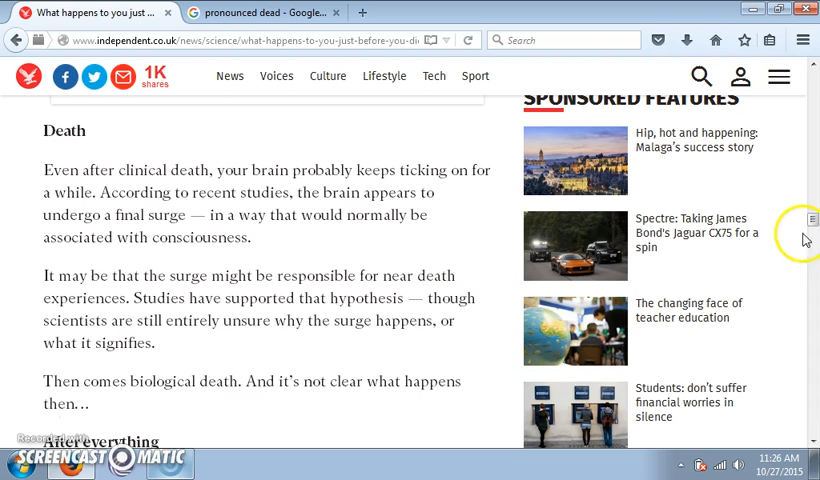 What happens to you just ...
pronounced dead - Google...
www.independent.co.uk/news/science/what-happens-to-you-just-before-you-die
Search
1K
shares
News Voices Culture Lifestyle Tech Sport
Death
Even after clinical death, your brain probably keeps ticking on for
a while. According to recent studies, the brain appears to
undergo a final surge — in a way that would normally be
associated with consciousness.
It may be that the surge might be responsible for near death
experiences. Studies have supported that hypothesis — though
scientists are still entirely unsure why the surge happens, or
what it signifies.
Then comes biological death. And it's not clear what happens
then...
After everything
SPONSORED FEATURES
Hip, hot and happening:
Malaga's success story
Spectre: Taking James
Bond's Jaguar CX75 for a
spin
The changing face of
teacher education
Students: don't suffer
financial worries in
silence
Recorded with
SCREENCAST MATIC
11:26 AM
10/27/2015